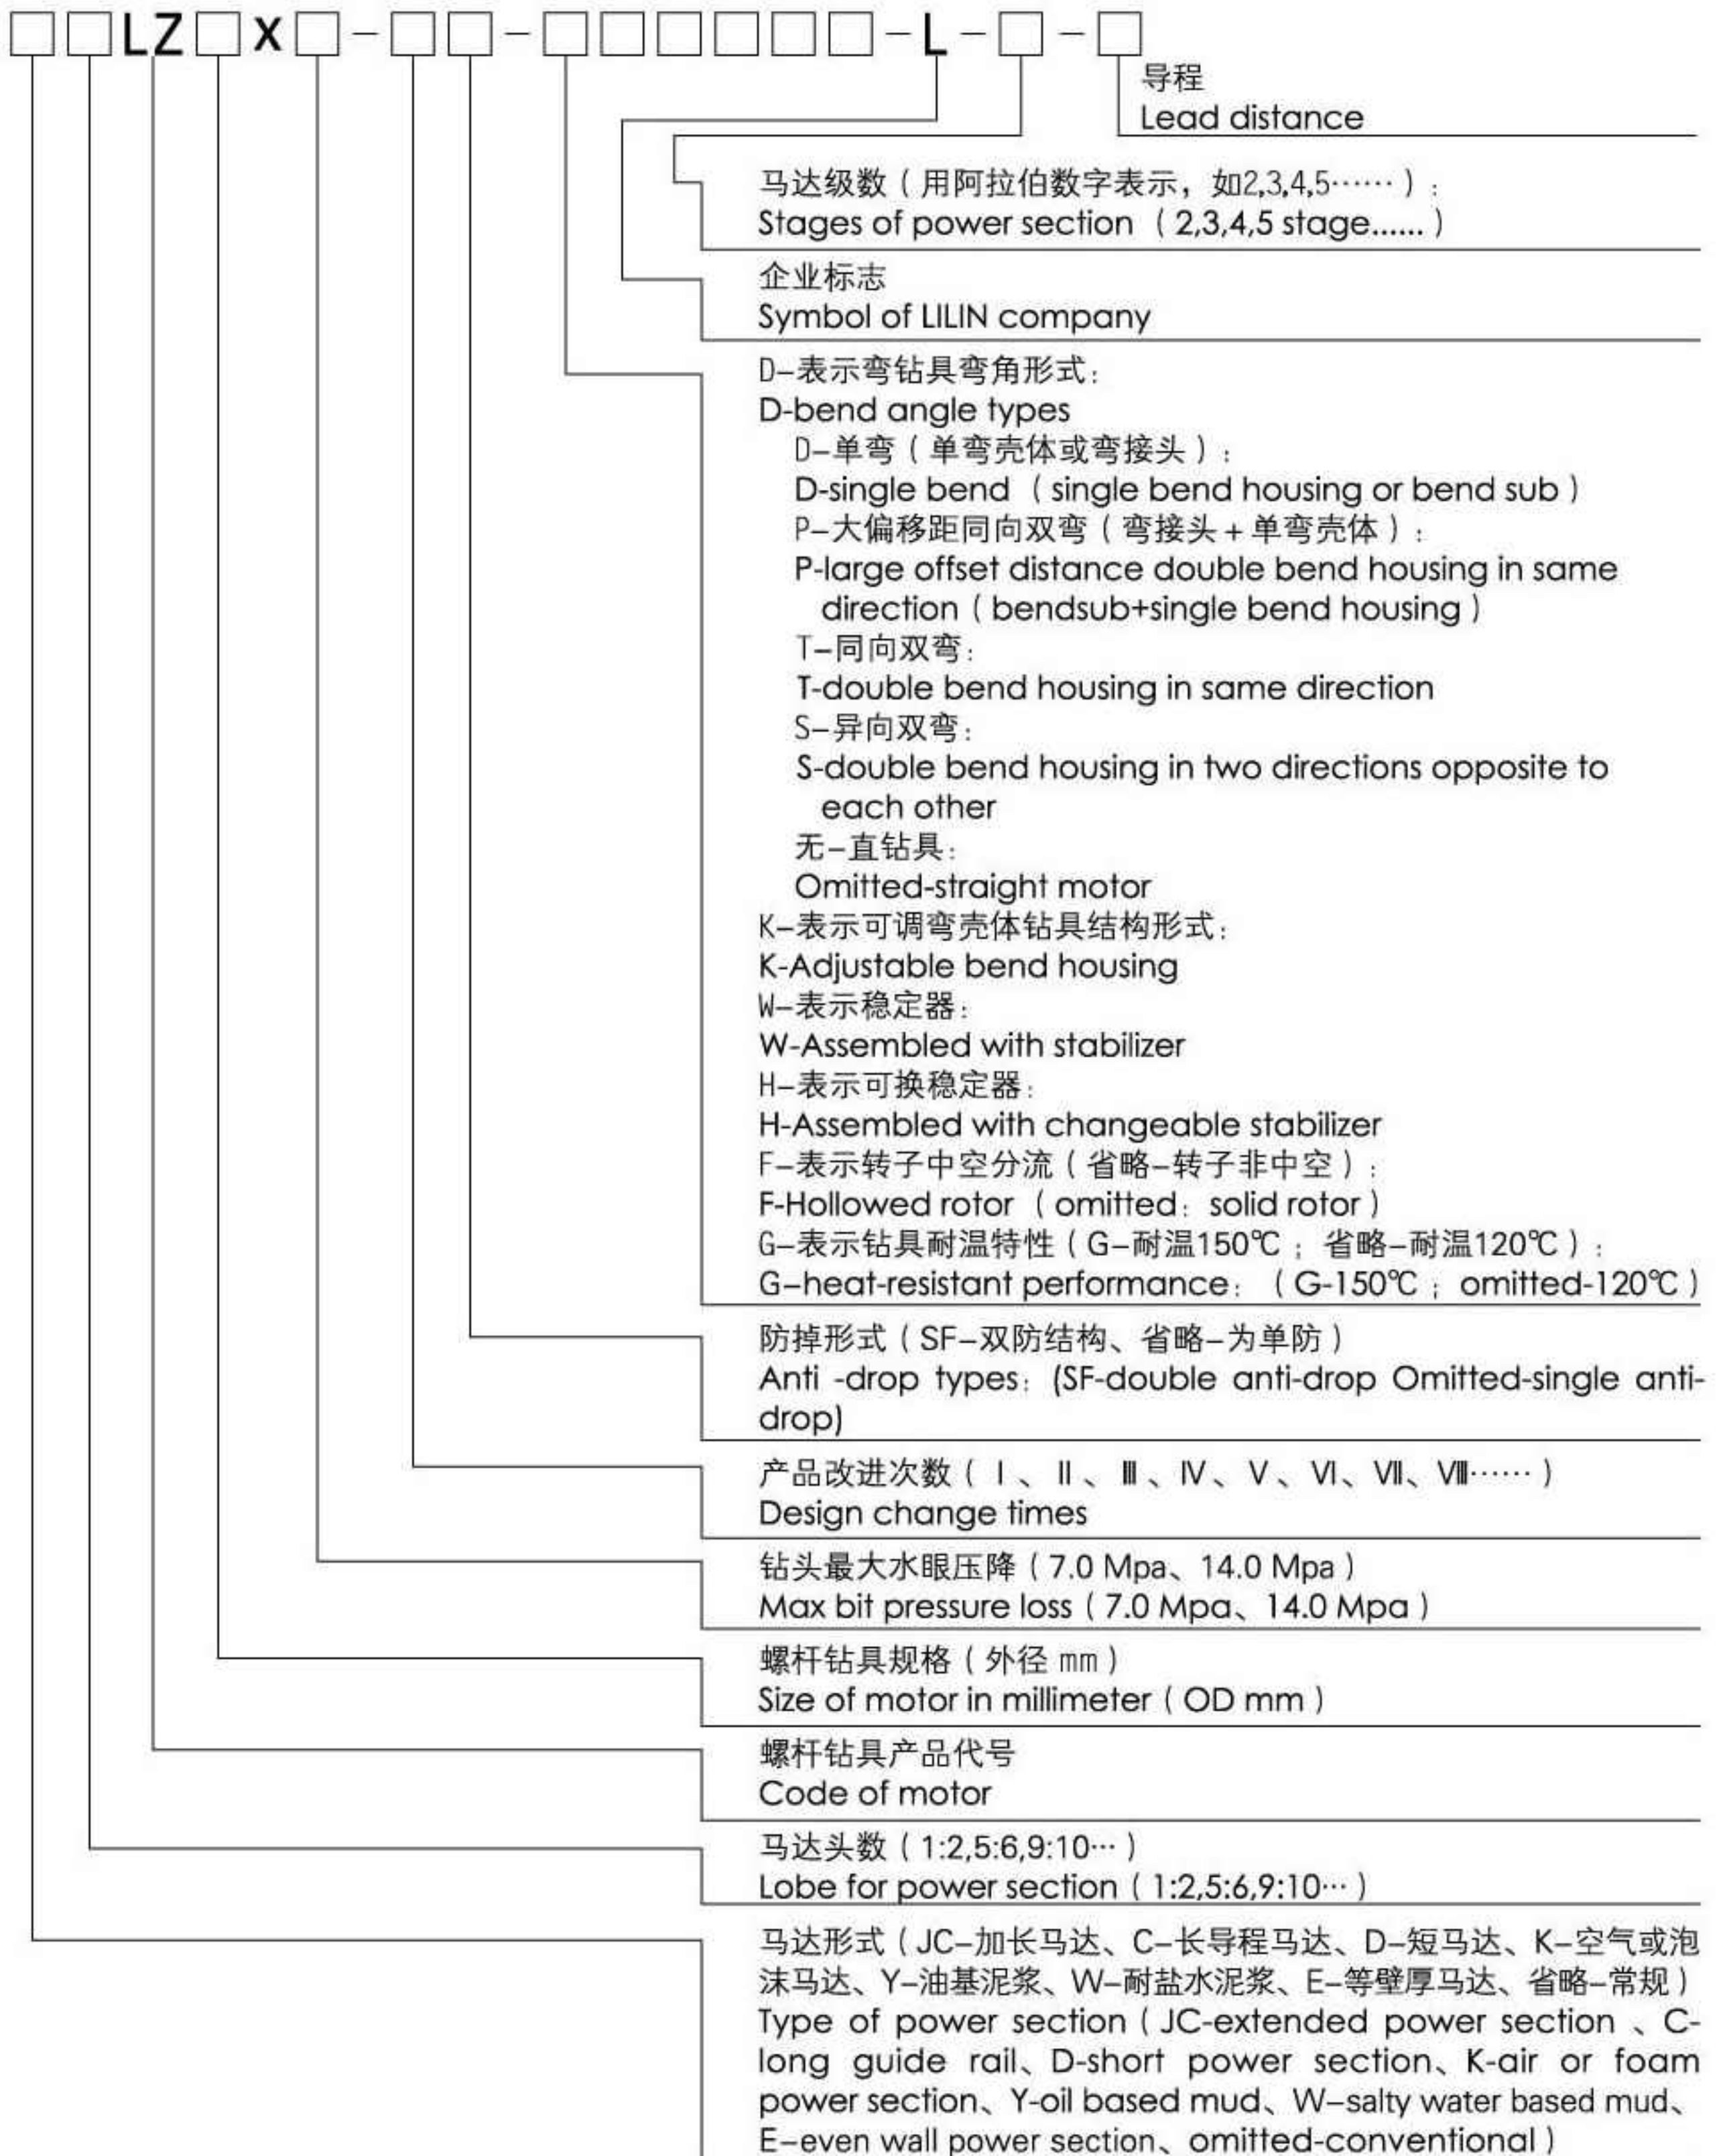 □□LZ□x□-□□-□□□□□□-L-□-□
导程
Lead distance
马达级数（用阿拉伯数字表示，如2,3,4,5……）：
Stages of power section （2,3,4,5 stage......）
企业标志
Symbol of LILIN company
D–表示弯钻具弯角形式：
D-bend angle types
D–单弯（单弯壳体或弯接头）：
D-single bend （single bend housing or bend sub）
P–大偏移距同向双弯（弯接头+单弯壳体）：
P-large offset distance double bend housing in same
direction（bendsub+single bend housing）
T–同向双弯：
T-double bend housing in same direction
S–异向双弯：
S-double bend housing in two directions opposite to
each other
无–直钻具：
Omitted-straight motor
K–表示可调弯壳体钻具结构形式：
K-Adjustable bend housing
W–表示稳定器：
W-Assembled with stabilizer
H–表示可换稳定器：
H-Assembled with changeable stabilizer
F–表示转子中空分流（省略–转子非中空）：
F-Hollowed rotor （omitted：solid rotor）
G–表示钻具耐温特性（G–耐温150℃；省略–耐温120℃）：
G–heat-resistant performance：（G-150℃；omitted-120℃）
防掉形式（SF–双防结构、省略–为单防）
Anti -drop types：(SF-double anti-drop Omitted-single anti-
drop)
产品改进次数（Ⅰ、Ⅱ、Ⅲ、Ⅳ、Ⅴ、Ⅵ、Ⅶ、Ⅷ……）
Design change times
钻头最大水眼压降（7.0 Mpa、14.0 Mpa）
Max bit pressure loss（7.0 Mpa、14.0 Mpa）
螺杆钻具规格（外径 mm）
Size of motor in millimeter（OD mm）
螺杆钻具产品代号
Code of motor
马达头数（1:2,5:6,9:10…）
Lobe for power section（1:2,5:6,9:10…）
马达形式（JC–加长马达、C–长导程马达、D–短马达、K–空气或泡
沫马达、Y–油基泥浆、W–耐盐水泥浆、E–等壁厚马达、省略–常规）
Type of power section（JC-extended power section 、C-
long guide rail、D-short power section、K-air or foam
power section、Y-oil based mud、W–salty water based mud、
E–even wall power section、omitted-conventional）